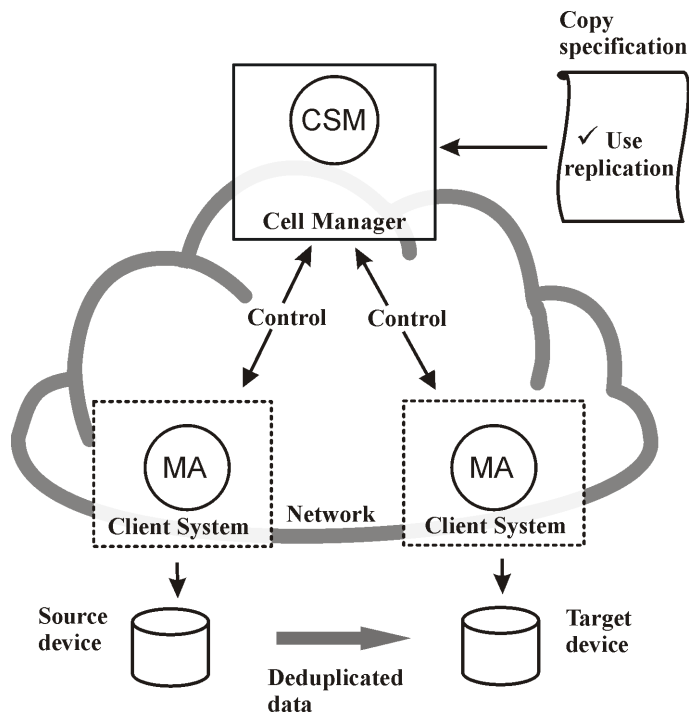 Copy
specification
CSM
✓ Use
replication
Cell Manager
Control
Control
MA
MA
Client System
Network
Client System
Source
device
Target
device
Deduplicated
data